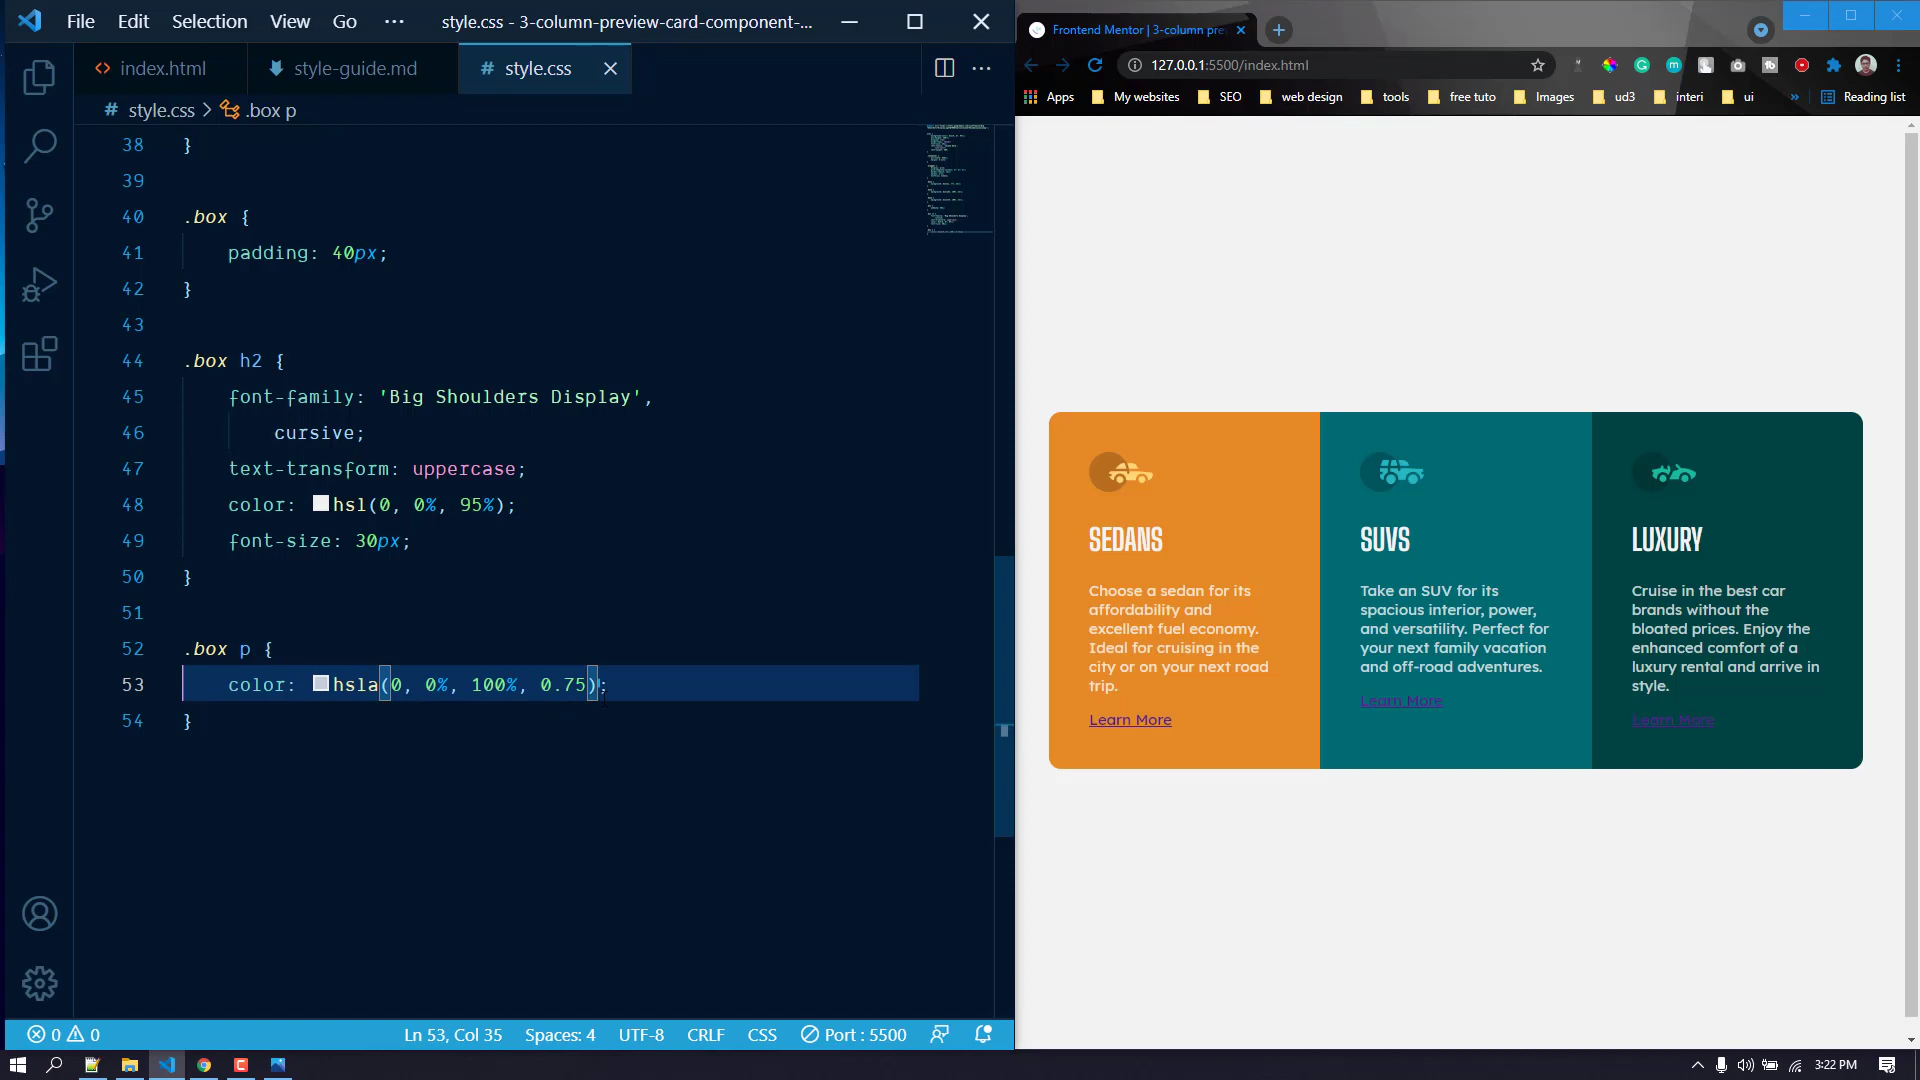 File Edit Selection View Go ··· style.css - 3-column-preview-card-component-...
index.html style-guide.md # style.css
# style.css > .box p
38 }
39
40 .box {
41 padding: 40px;
42 }
43
44 .box h2 {
45 font-family: 'Big Shoulders Display',
46 cursive;
47 text-transform: uppercase;
48 color: hsl(0, 0%, 95%);
49 font-size: 30px;
50 }
51
52 .box p {
53 color: hsla(0, 0%, 100%, 0.75);
54 }
0 0 Ln 53, Col 35 Spaces: 4 UTF-8 CRLF CSS Port : 5500
Frontend Mentor | 3-column pre
127.0.0.1:5500/index.html
Apps My websites SEO web design tools free tuto Images ud3 interi ui » Reading list
SEDANS
Choose a sedan for its
affordability and
excellent fuel economy.
Ideal for cruising in the
city or on your next road
trip.
Learn More
SUVS
Take an SUV for its
spacious interior, power,
and versatility. Perfect for
your next family vacation
and off-road adventures.
Learn More
LUXURY
Cruise in the best car
brands without the
bloated prices. Enjoy the
enhanced comfort of a
luxury rental and arrive in
style.
Learn More
3:22 PM